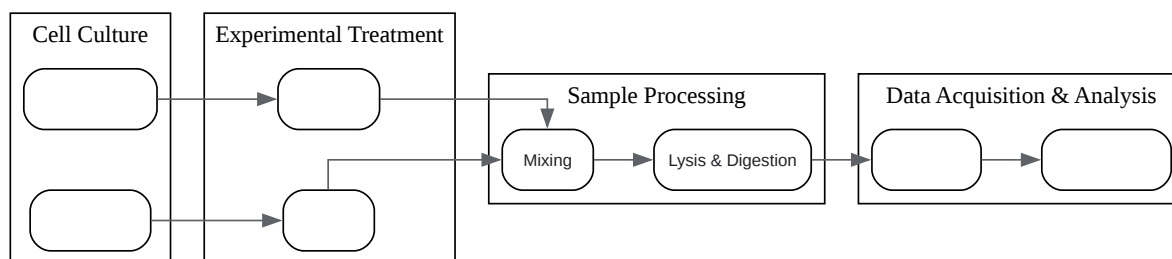 Cell Culture
Experimental Treatment
Sample Processing
Data Acquisition & Analysis
Mixing
Lysis & Digestion